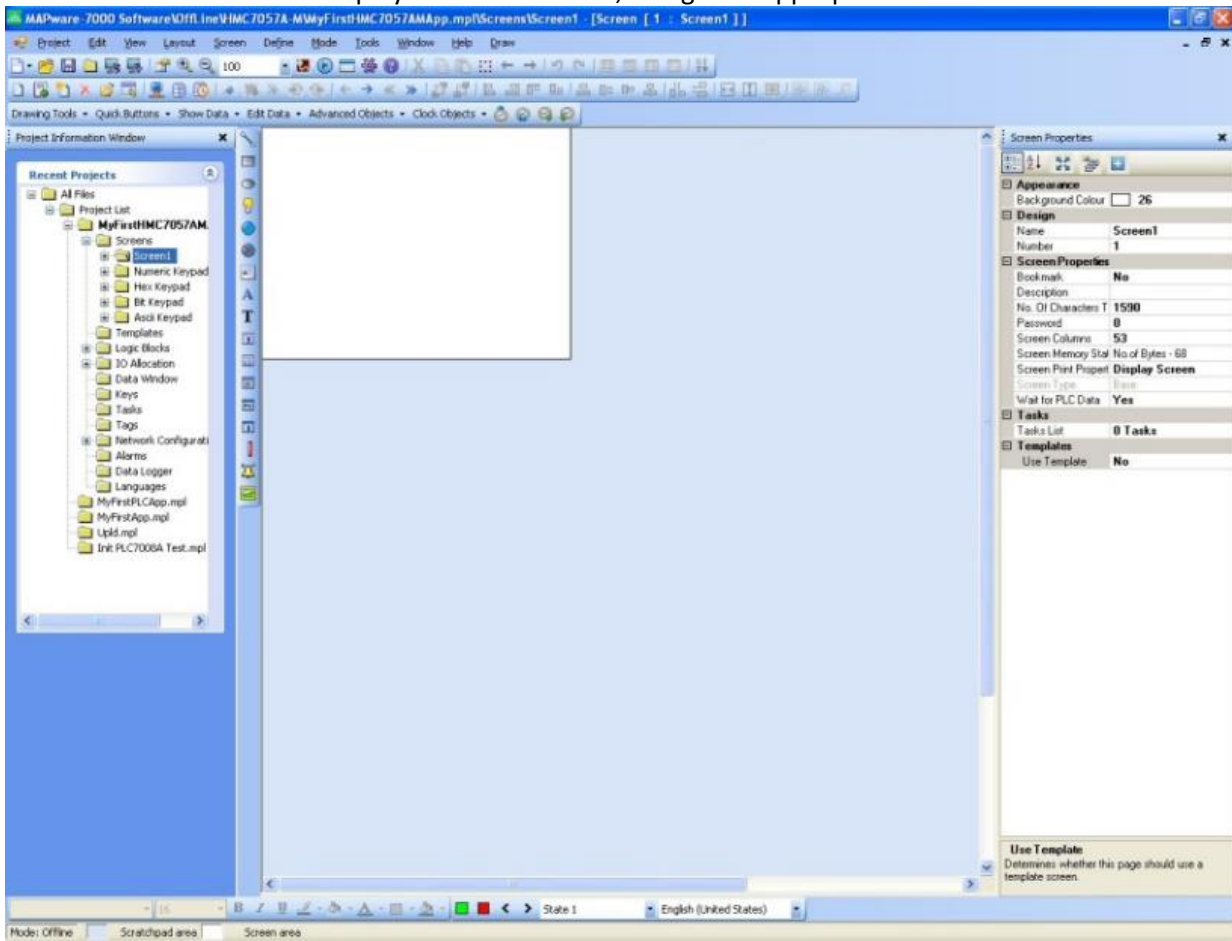 MAPware-7000 Software\OffLine\HMC7057A-M\MyFirstHMC7057AMApp.mpl\Screens\Screen1 - [Screen [ 1 : Screen1 ] ]
Project Edit View Layout Screen Define Mode Tools Window Help Draw
100
Drawing Tools Quick Buttons Show Data Edit Data Advanced Objects Clock Objects
Project Information Window
Recent Projects
All Files
Project List
MyFirstHMC7057AM.
Screens
Screen1
Numeric Keypad
Hex Keypad
Bit Keypad
Ascii Keypad
Templates
Logic Blocks
IO Allocation
Data Window
Keys
Tasks
Tags
Network Configurati
Alarms
Data Logger
Languages
MyFirstPLCApp.mpl
MyFirstApp.mpl
Upld.mpl
Init PLC7008A Test.mpl
A
T
Screen Properties
Appearance
Background Colour 26
Design
Name Screen1
Number 1
Screen Properties
Bookmark No
Description
No. Of Characters T 1590
Password 0
Screen Columns 53
Screen Memory Stat No.of Bytes - 68
Screen Print Propert Display Screen
Screen Type Base
Wait for PLC Data Yes
Tasks
Tasks List 0 Tasks
Templates
Use Template No
Use Template
Determines whether this page should use a
template screen.
16 B I U A State 1 English (United States)
Mode: Offline Scratchpad area Screen area